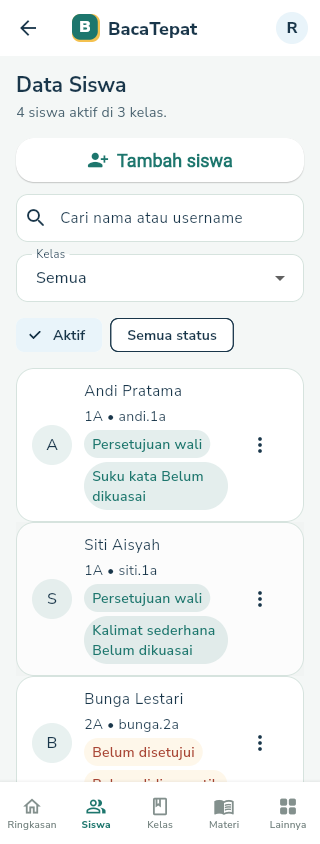 B BacaTepat R
Data Siswa
4 siswa aktif di 3 kelas.
Tambah siswa
Cari nama atau username
Kelas
Semua
Aktif Semua status
Andi Pratama
1A • andi.1a
A
Persetujuan wali
Suku kata Belum
dikuasai
Siti Aisyah
1A • siti.1a
S
Persetujuan wali
Kalimat sederhana
Belum dikuasai
Bunga Lestari
2A • bunga.2a
B
Belum disetujui
Ringkasan Siswa Kelas Materi Lainnya